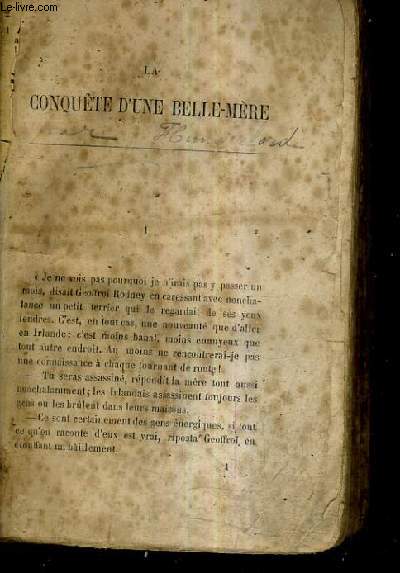 Le-livre.com
LA
CONQUÊTE D'UNE BELLE-MÈRE
par
I
« Je ne vois pas pourquoi je n'irais pas y passer un
mois, disait Geoffroi Rodney en caressant avec noncha-
lance un petit terrier qui le regardait de ses yeux
tendres. C'est, en tout cas, une nouveauté que d'aller
en Irlande: c'est moins banal, moins ennuyeux que
tout autre endroit. Au moins ne rencontrerai-je pas
une connaissance à chaque tournant de route!
— Tu seras assassiné, répondit la mère tout aussi
nonchalamment; les Irlandais assassinent toujours les
gens ou les brûlent dans leurs maisons.
— Ce sont certainement des gens énergiques, si tout
ce qu'on raconte d'eux est vrai, riposta Geoffroi, en
étouffant un bâillement.
1